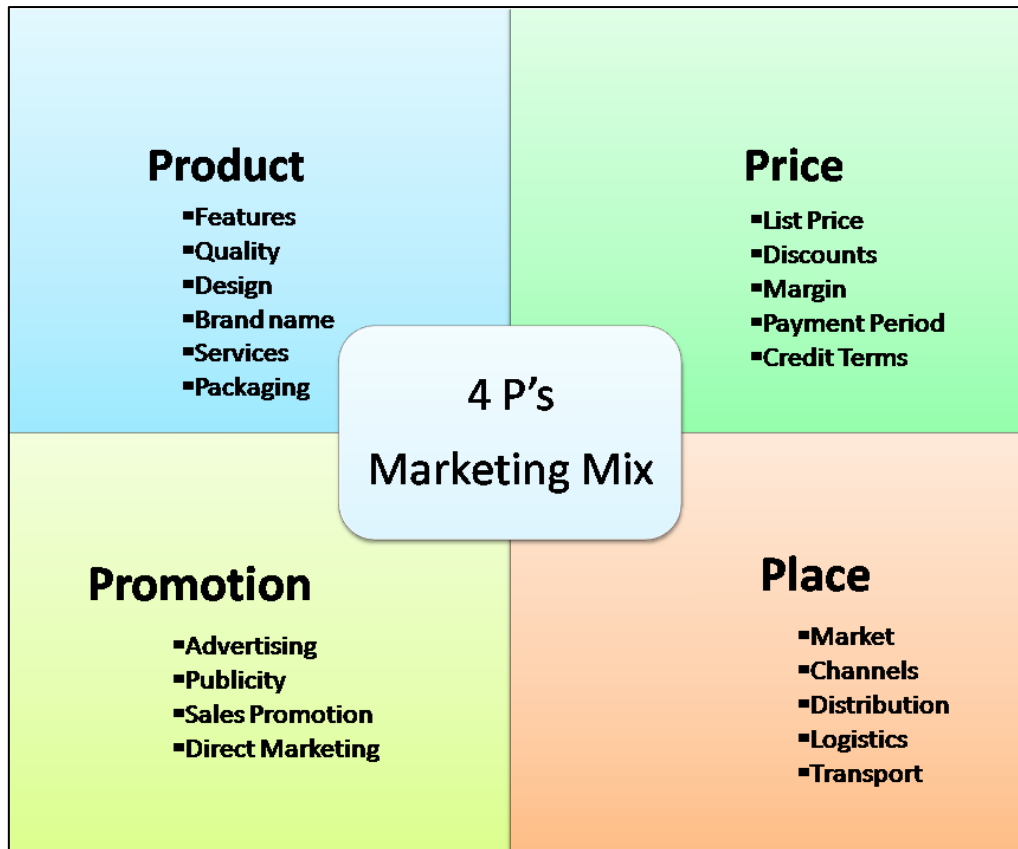 Product
▪Features
▪Quality
▪Design
▪Brand name
▪Services
▪Packaging
Price
▪List Price
▪Discounts
▪Margin
▪Payment Period
▪Credit Terms
4 P’s
Marketing Mix
Promotion
▪Advertising
▪Publicity
▪Sales Promotion
▪Direct Marketing
Place
▪Market
▪Channels
▪Distribution
▪Logistics
▪Transport